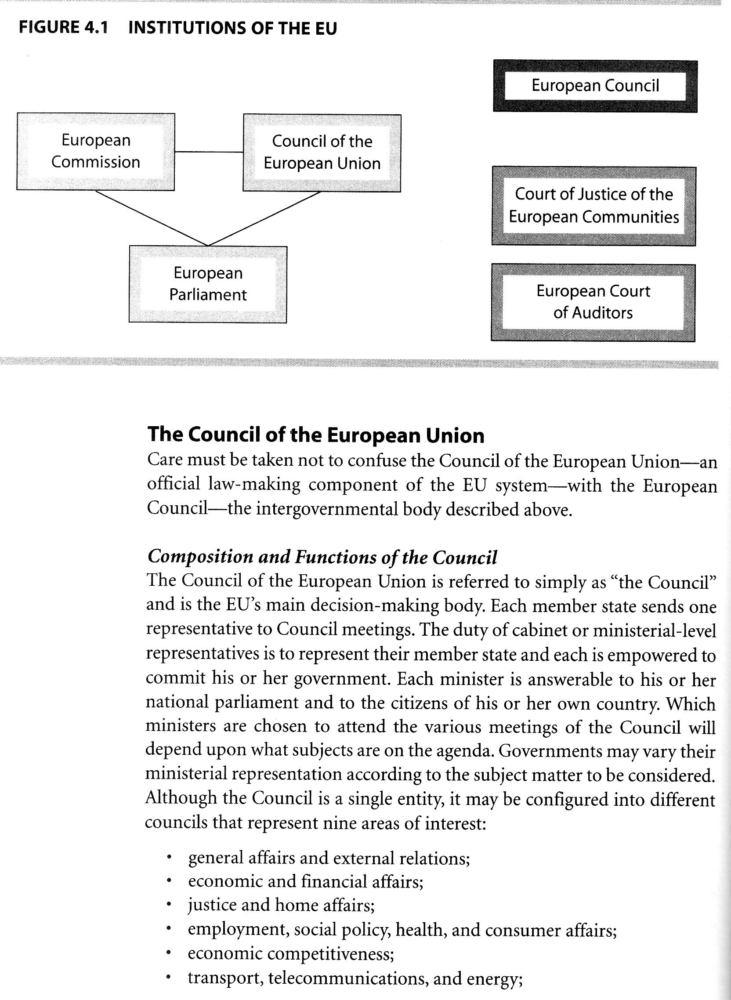 FIGURE 4.1 INSTITUTIONS OF THE EU
European Council
European
Commission
Council of the
European Union
Court of Justice of the
European Communities
European
Parliament
European Court
of Auditors
The Council of the European Union
Care must be taken not to confuse the Council of the European Union—an
official law-making component of the EU system—with the European
Council—the intergovernmental body described above.
Composition and Functions of the Council
The Council of the European Union is referred to simply as “the Council”
and is the EU’s main decision-making body. Each member state sends one
representative to Council meetings. The duty of cabinet or ministerial-level
representatives is to represent their member state and each is empowered to
commit his or her government. Each minister is answerable to his or her
national parliament and to the citizens of his or her own country. Which
ministers are chosen to attend the various meetings of the Council will
depend upon what subjects are on the agenda. Governments may vary their
ministerial representation according to the subject matter to be considered.
Although the Council is a single entity, it may be configured into different
councils that represent nine areas of interest:
• general affairs and external relations;
• economic and financial affairs;
• justice and home affairs;
• employment, social policy, health, and consumer affairs;
• economic competitiveness;
• transport, telecommunications, and energy;